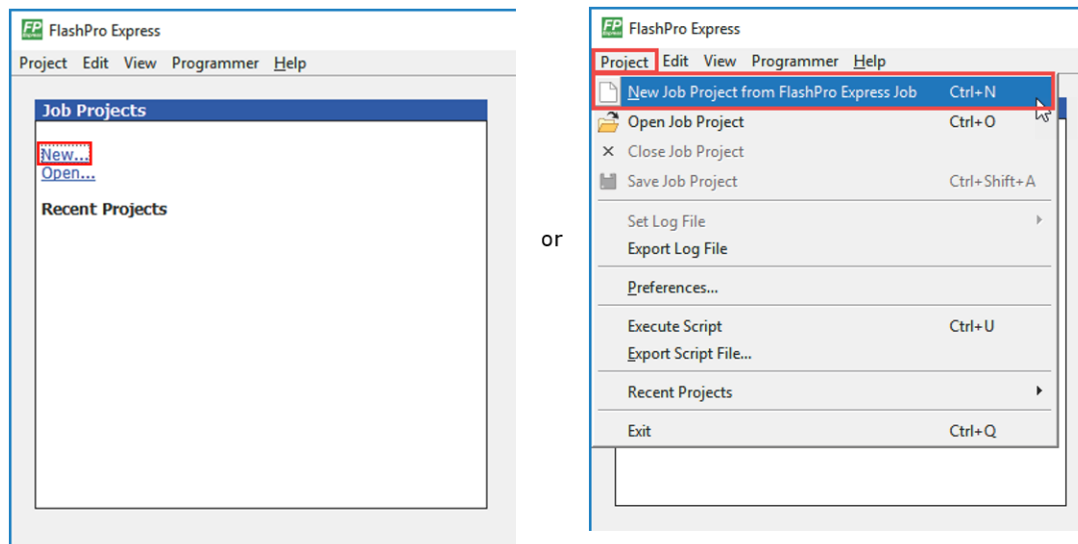 FP Express FlashPro Express
Project Edit View Programmer Help
Job Projects
New...
Open...
Recent Projects
or
FP Express FlashPro Express
Project Edit View Programmer Help
New Job Project from FlashPro Express Job Ctrl+N
Open Job Project Ctrl+O
Close Job Project
Save Job Project Ctrl+Shift+A
Set Log File
Export Log File
Preferences...
Execute Script Ctrl+U
Export Script File...
Recent Projects
Exit Ctrl+Q